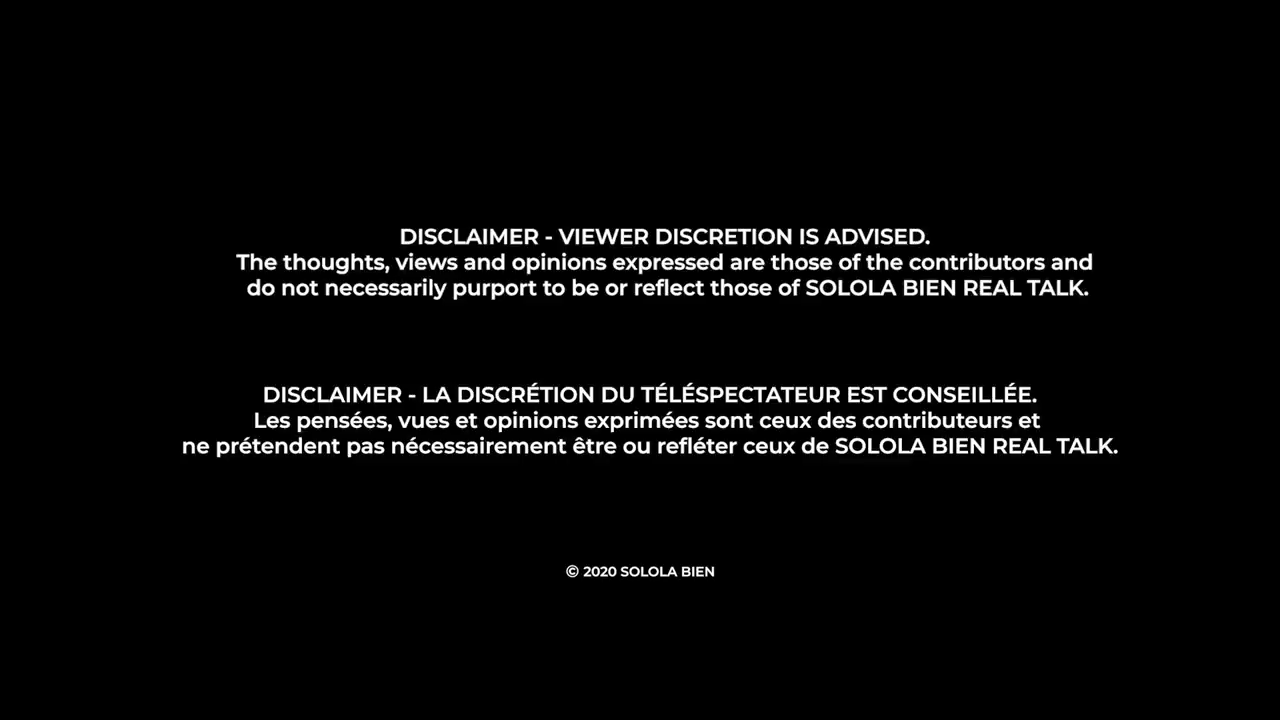 DISCLAIMER - VIEWER DISCRETION IS ADVISED.
The thoughts, views and opinions expressed are those of the contributors and
do not necessarily purport to be or reflect those of SOLOLA BIEN REAL TALK.
DISCLAIMER - LA DISCRÉTION DU TÉLÉSPECTATEUR EST CONSEILLÉE.
Les pensées, vues et opinions exprimées sont ceux des contributeurs et
ne prétendent pas nécessairement être ou refléter ceux de SOLOLA BIEN REAL TALK.
© 2020 SOLOLA BIEN